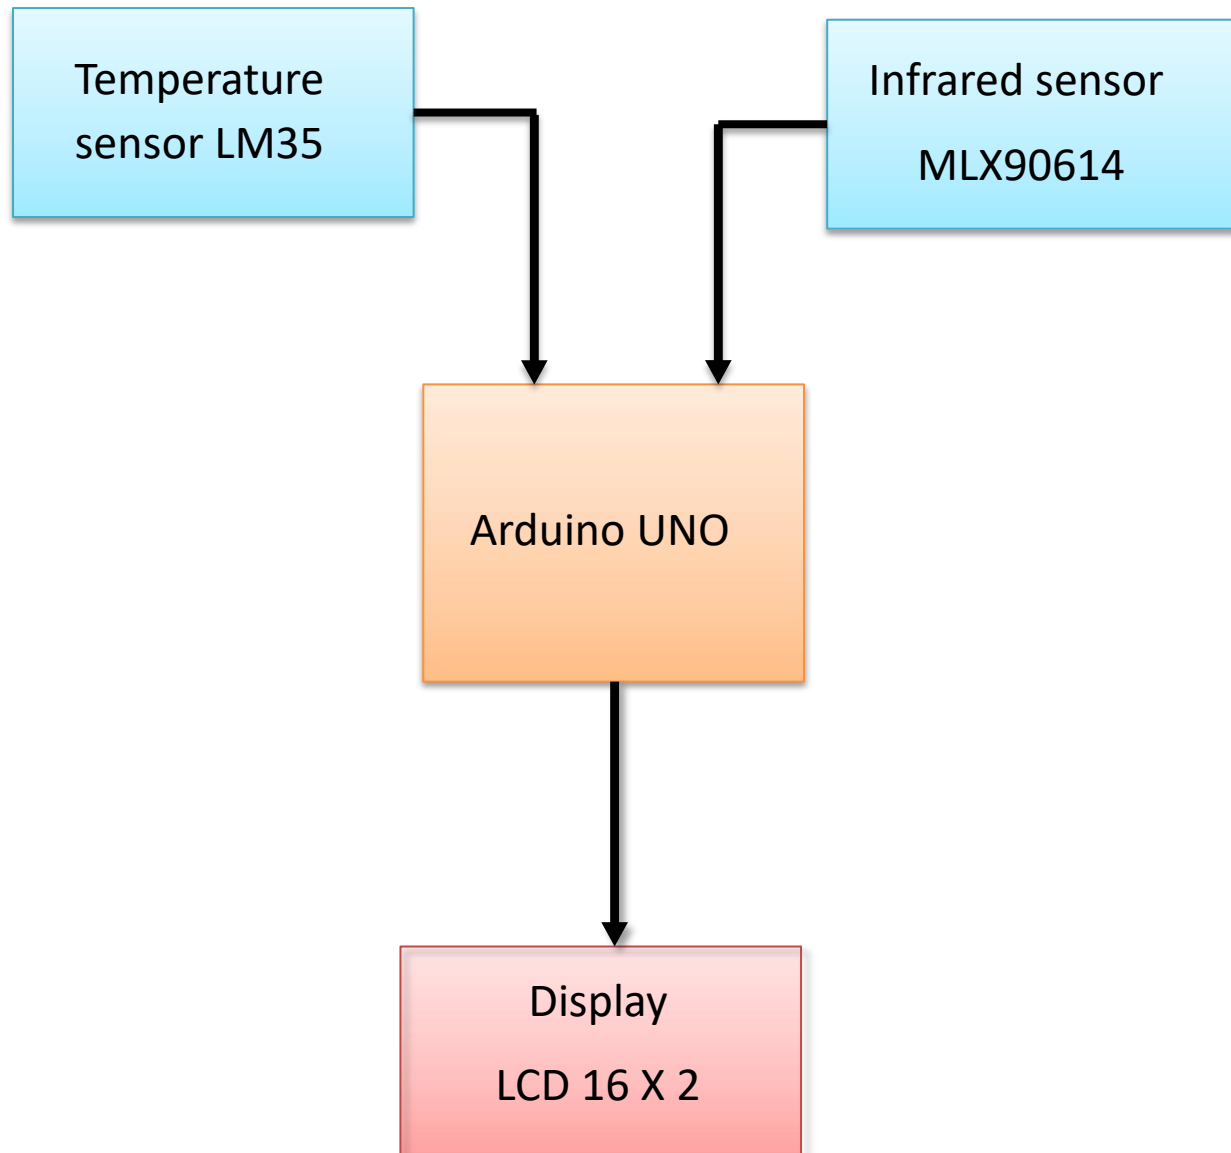 Temperature
sensor LM35
Infrared sensor
MLX90614
Arduino UNO
Display
LCD 16 X 2